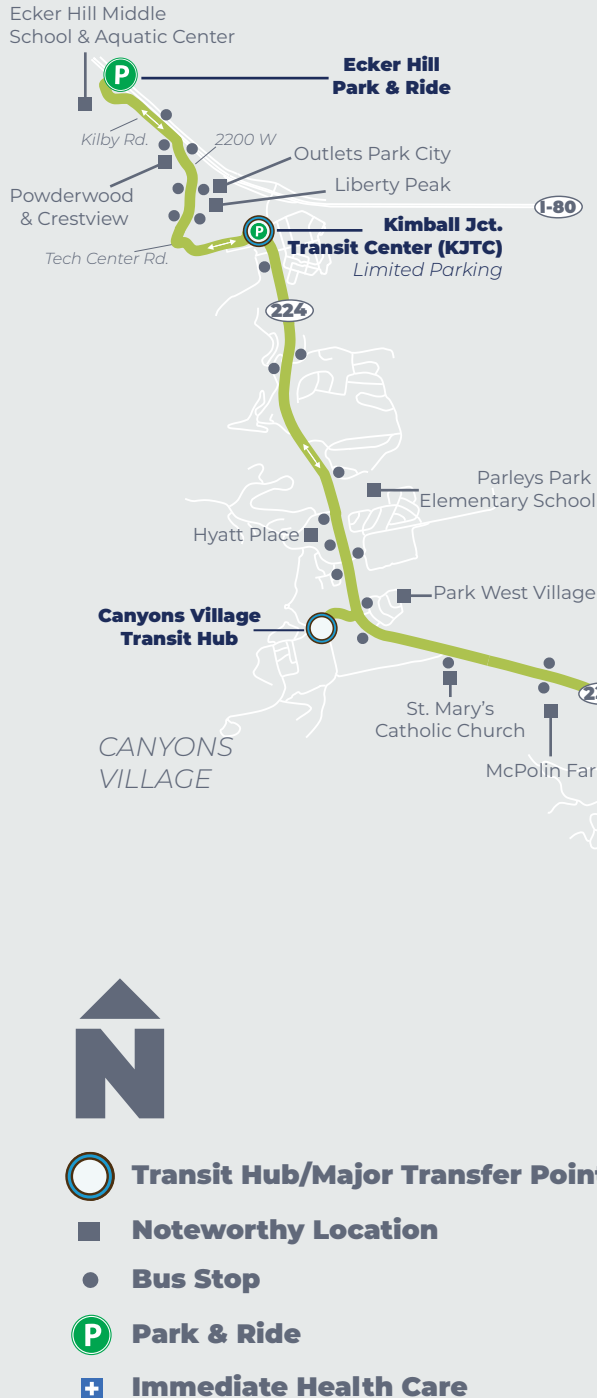 Ecker Hill Middle
School & Aquatic Center
P
Ecker Hill
Park & Ride
Kilby Rd.
2200 W
Outlets Park City
Liberty Peak
Powderwood
& Crestview
I-80
P
Kimball Jct.
Transit Center (KJTC)
Limited Parking
Tech Center Rd.
224
Parleys Park
Elementary School
Hyatt Place
Park West Village
Canyons Village
Transit Hub
St. Mary's
Catholic Church
McPolin Far
CANYONS
VILLAGE
N
Transit Hub/Major Transfer Point
Noteworthy Location
Bus Stop
P
Park & Ride
Immediate Health Care